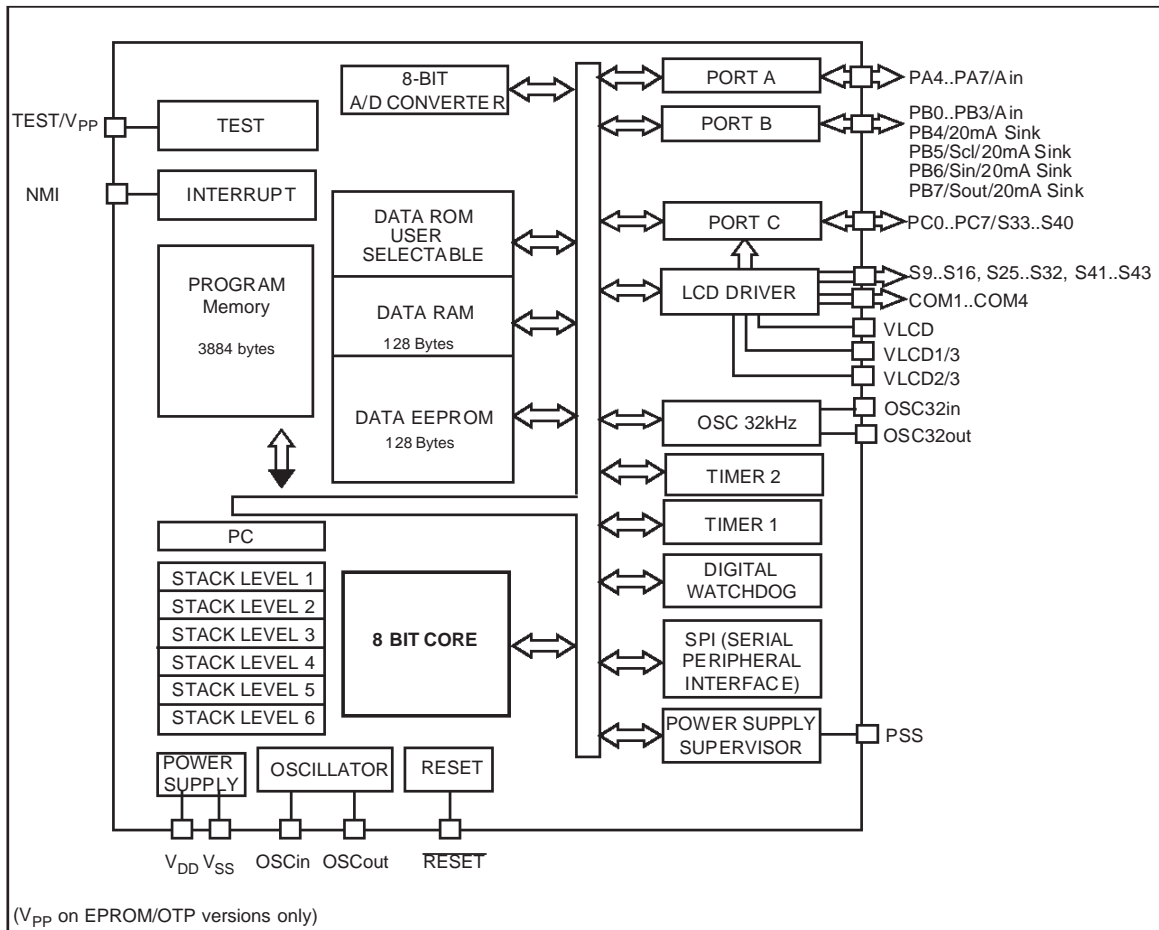 8-BIT
A/D CONVERTER
PORT A
PA4..PA7/Ain
TEST/VPP
TEST
PORT B
PB0..PB3/Ain
PB4/20mA Sink
PB5/Scl/20mA Sink
PB6/Sin/20mA Sink
PB7/Sout/20mA Sink
NMI
INTERRUPT
DATA ROM
USER
SELECTABLE
PORT C
PC0..PC7/S33..S40
PROGRAM
Memory
3884 bytes
LCD DRIVER
S9..S16, S25..S32, S41..S43
COM1..COM4
VLCD
VLCD1/3
VLCD2/3
DATA RAM
128 Bytes
DATA EEPROM
128 Bytes
OSC 32kHz
OSC32in
OSC32out
TIMER 2
TIMER 1
PC
STACK LEVEL 1
STACK LEVEL 2
STACK LEVEL 3
STACK LEVEL 4
STACK LEVEL 5
STACK LEVEL 6
8 BIT CORE
DIGITAL
WATCHDOG
SPI (SERIAL
PERIPHERAL
INTERFACE)
POWER SUPPLY
SUPERVISOR
PSS
POWER
SUPPLY
OSCILLATOR
RESET
VDD VSS OSCin OSCout RESET
(VPP on EPROM/OTP versions only)